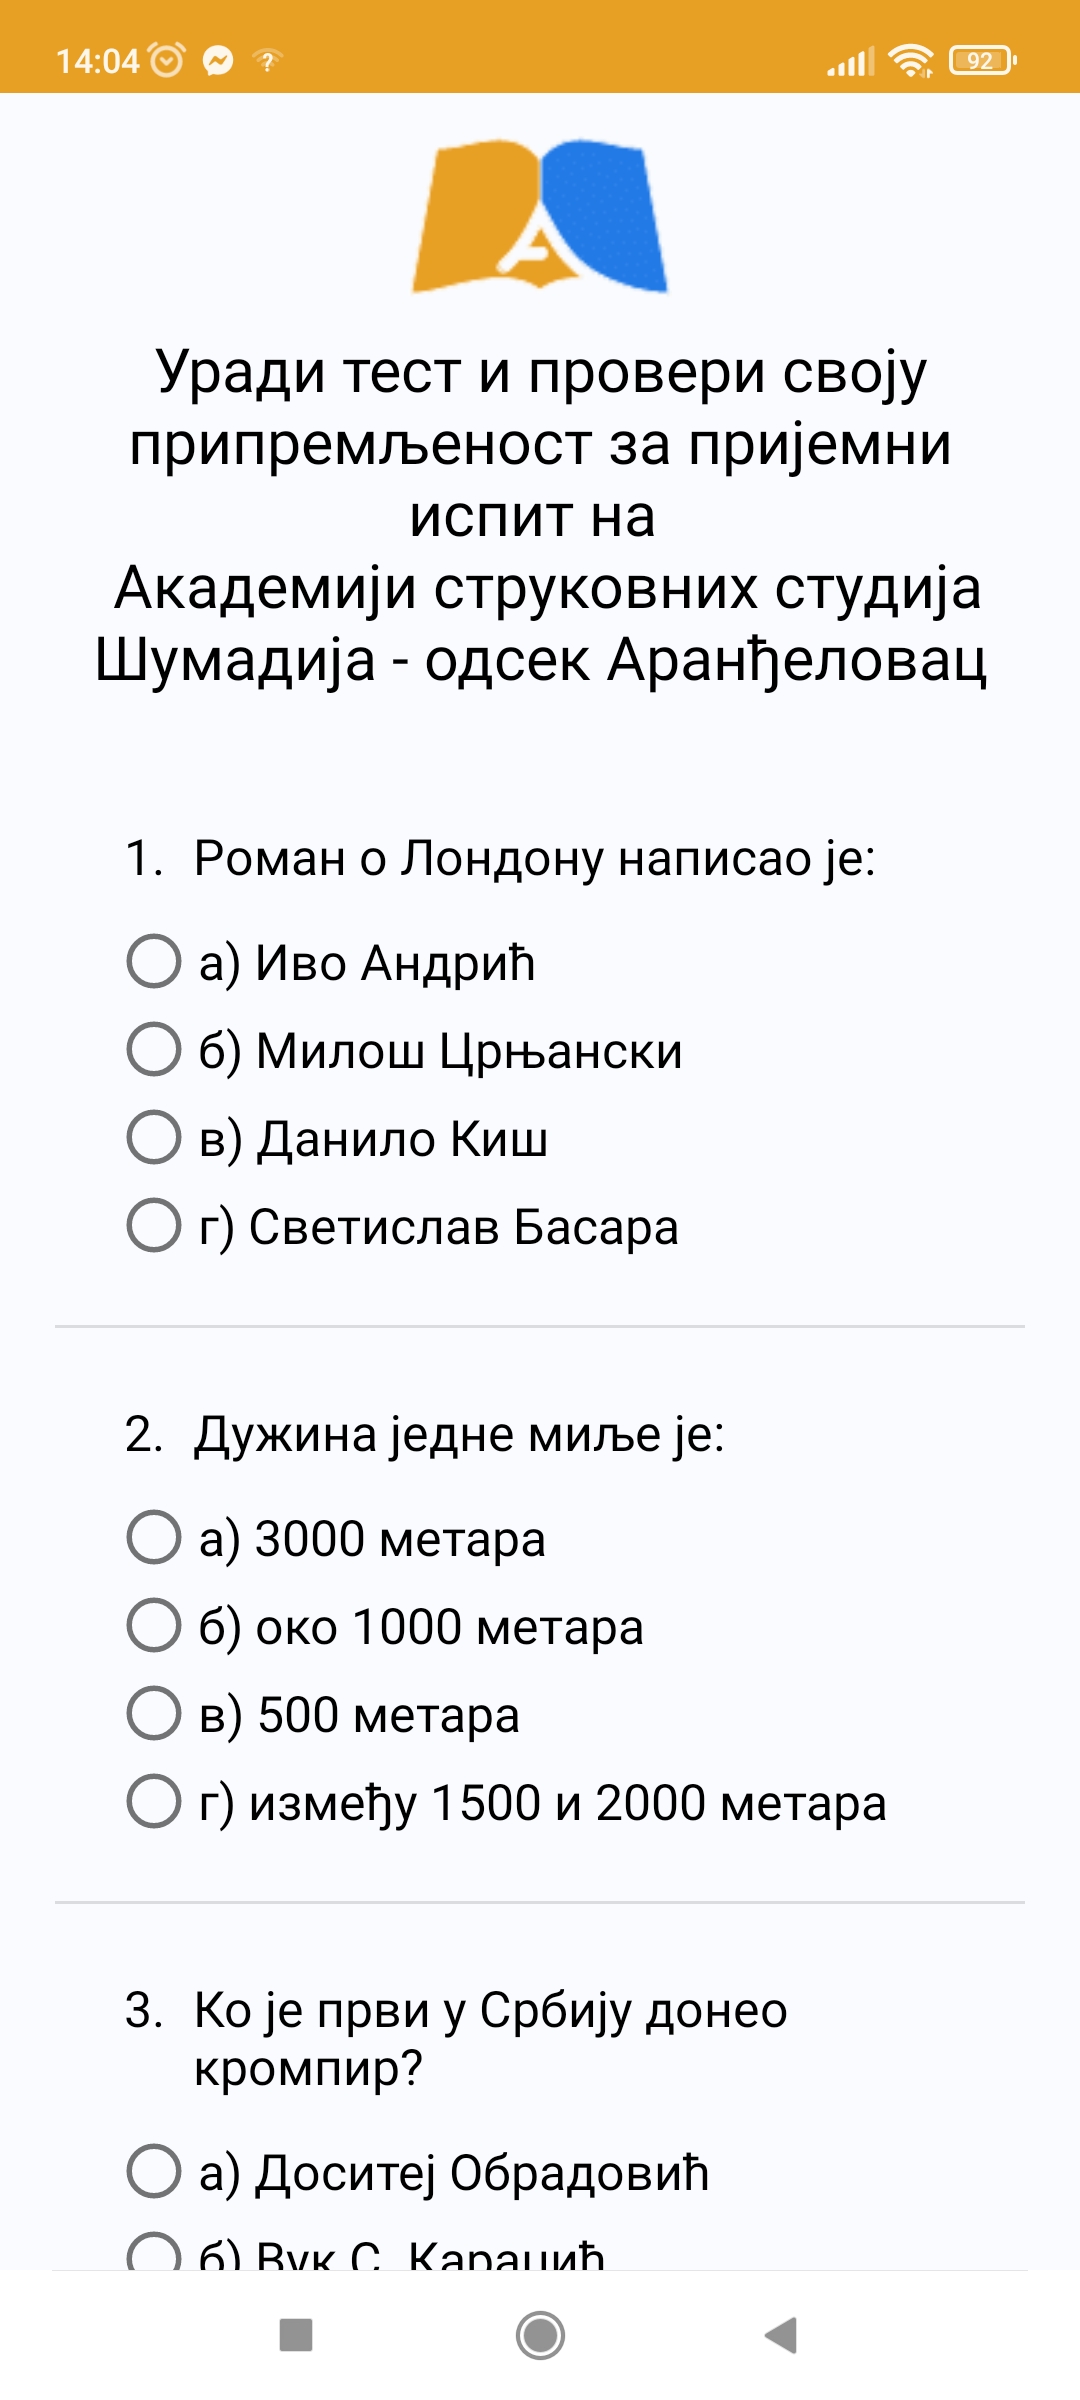 14:04
92
Уради тест и провери своју
припремљеност за пријемни
испит на
Академији струковних студија
Шумадија - одсек Аранђеловац
1. Роман о Лондону написао је:
а) Иво Андрић
б) Милош Црњански
в) Данило Киш
г) Светислав Басара
2. Дужина једне миље је:
а) 3000 метара
б) око 1000 метара
в) 500 метара
г) између 1500 и 2000 метара
3. Ко је први у Србију донео
кромпир?
а) Доситеј Обрадовић
б) Вук С. Караџић